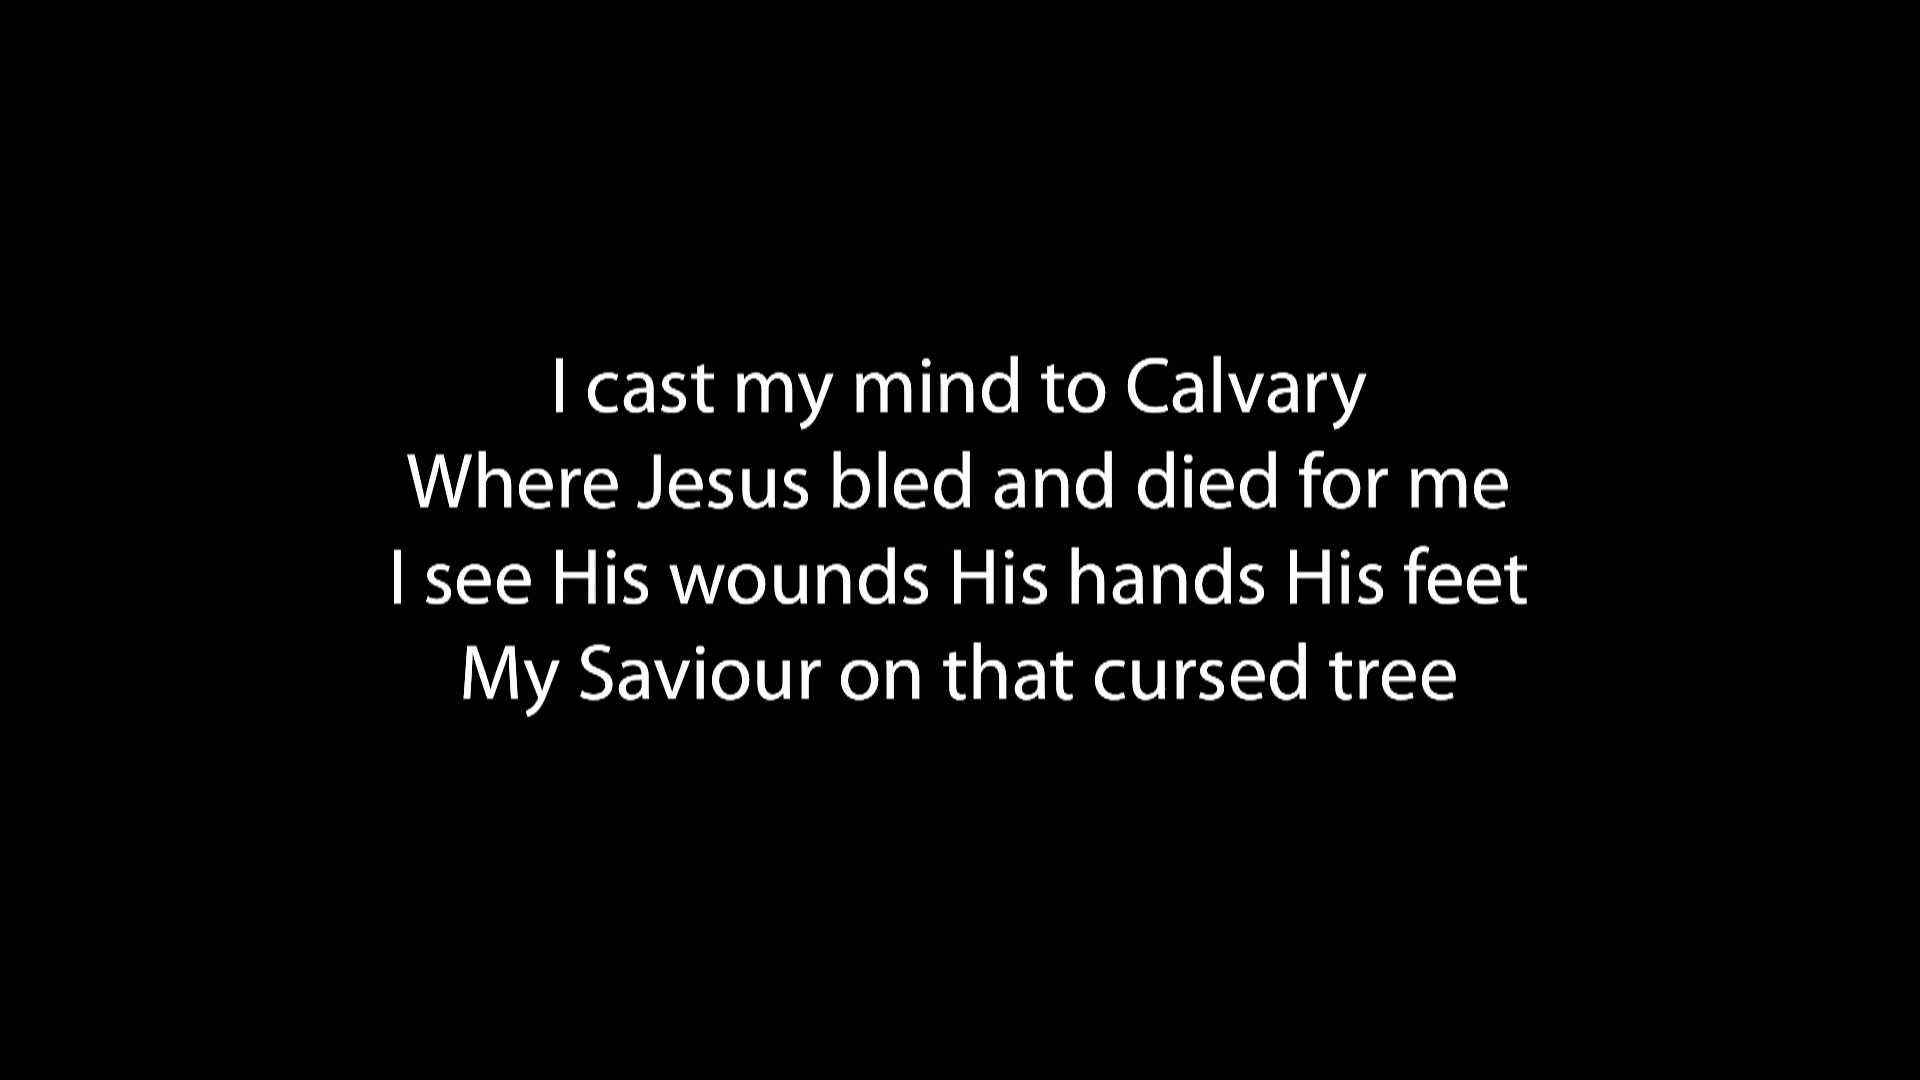 I cast my mind to Calvary
Where Jesus bled and died for me
I see His wounds His hands His feet
My Saviour on that cursed tree